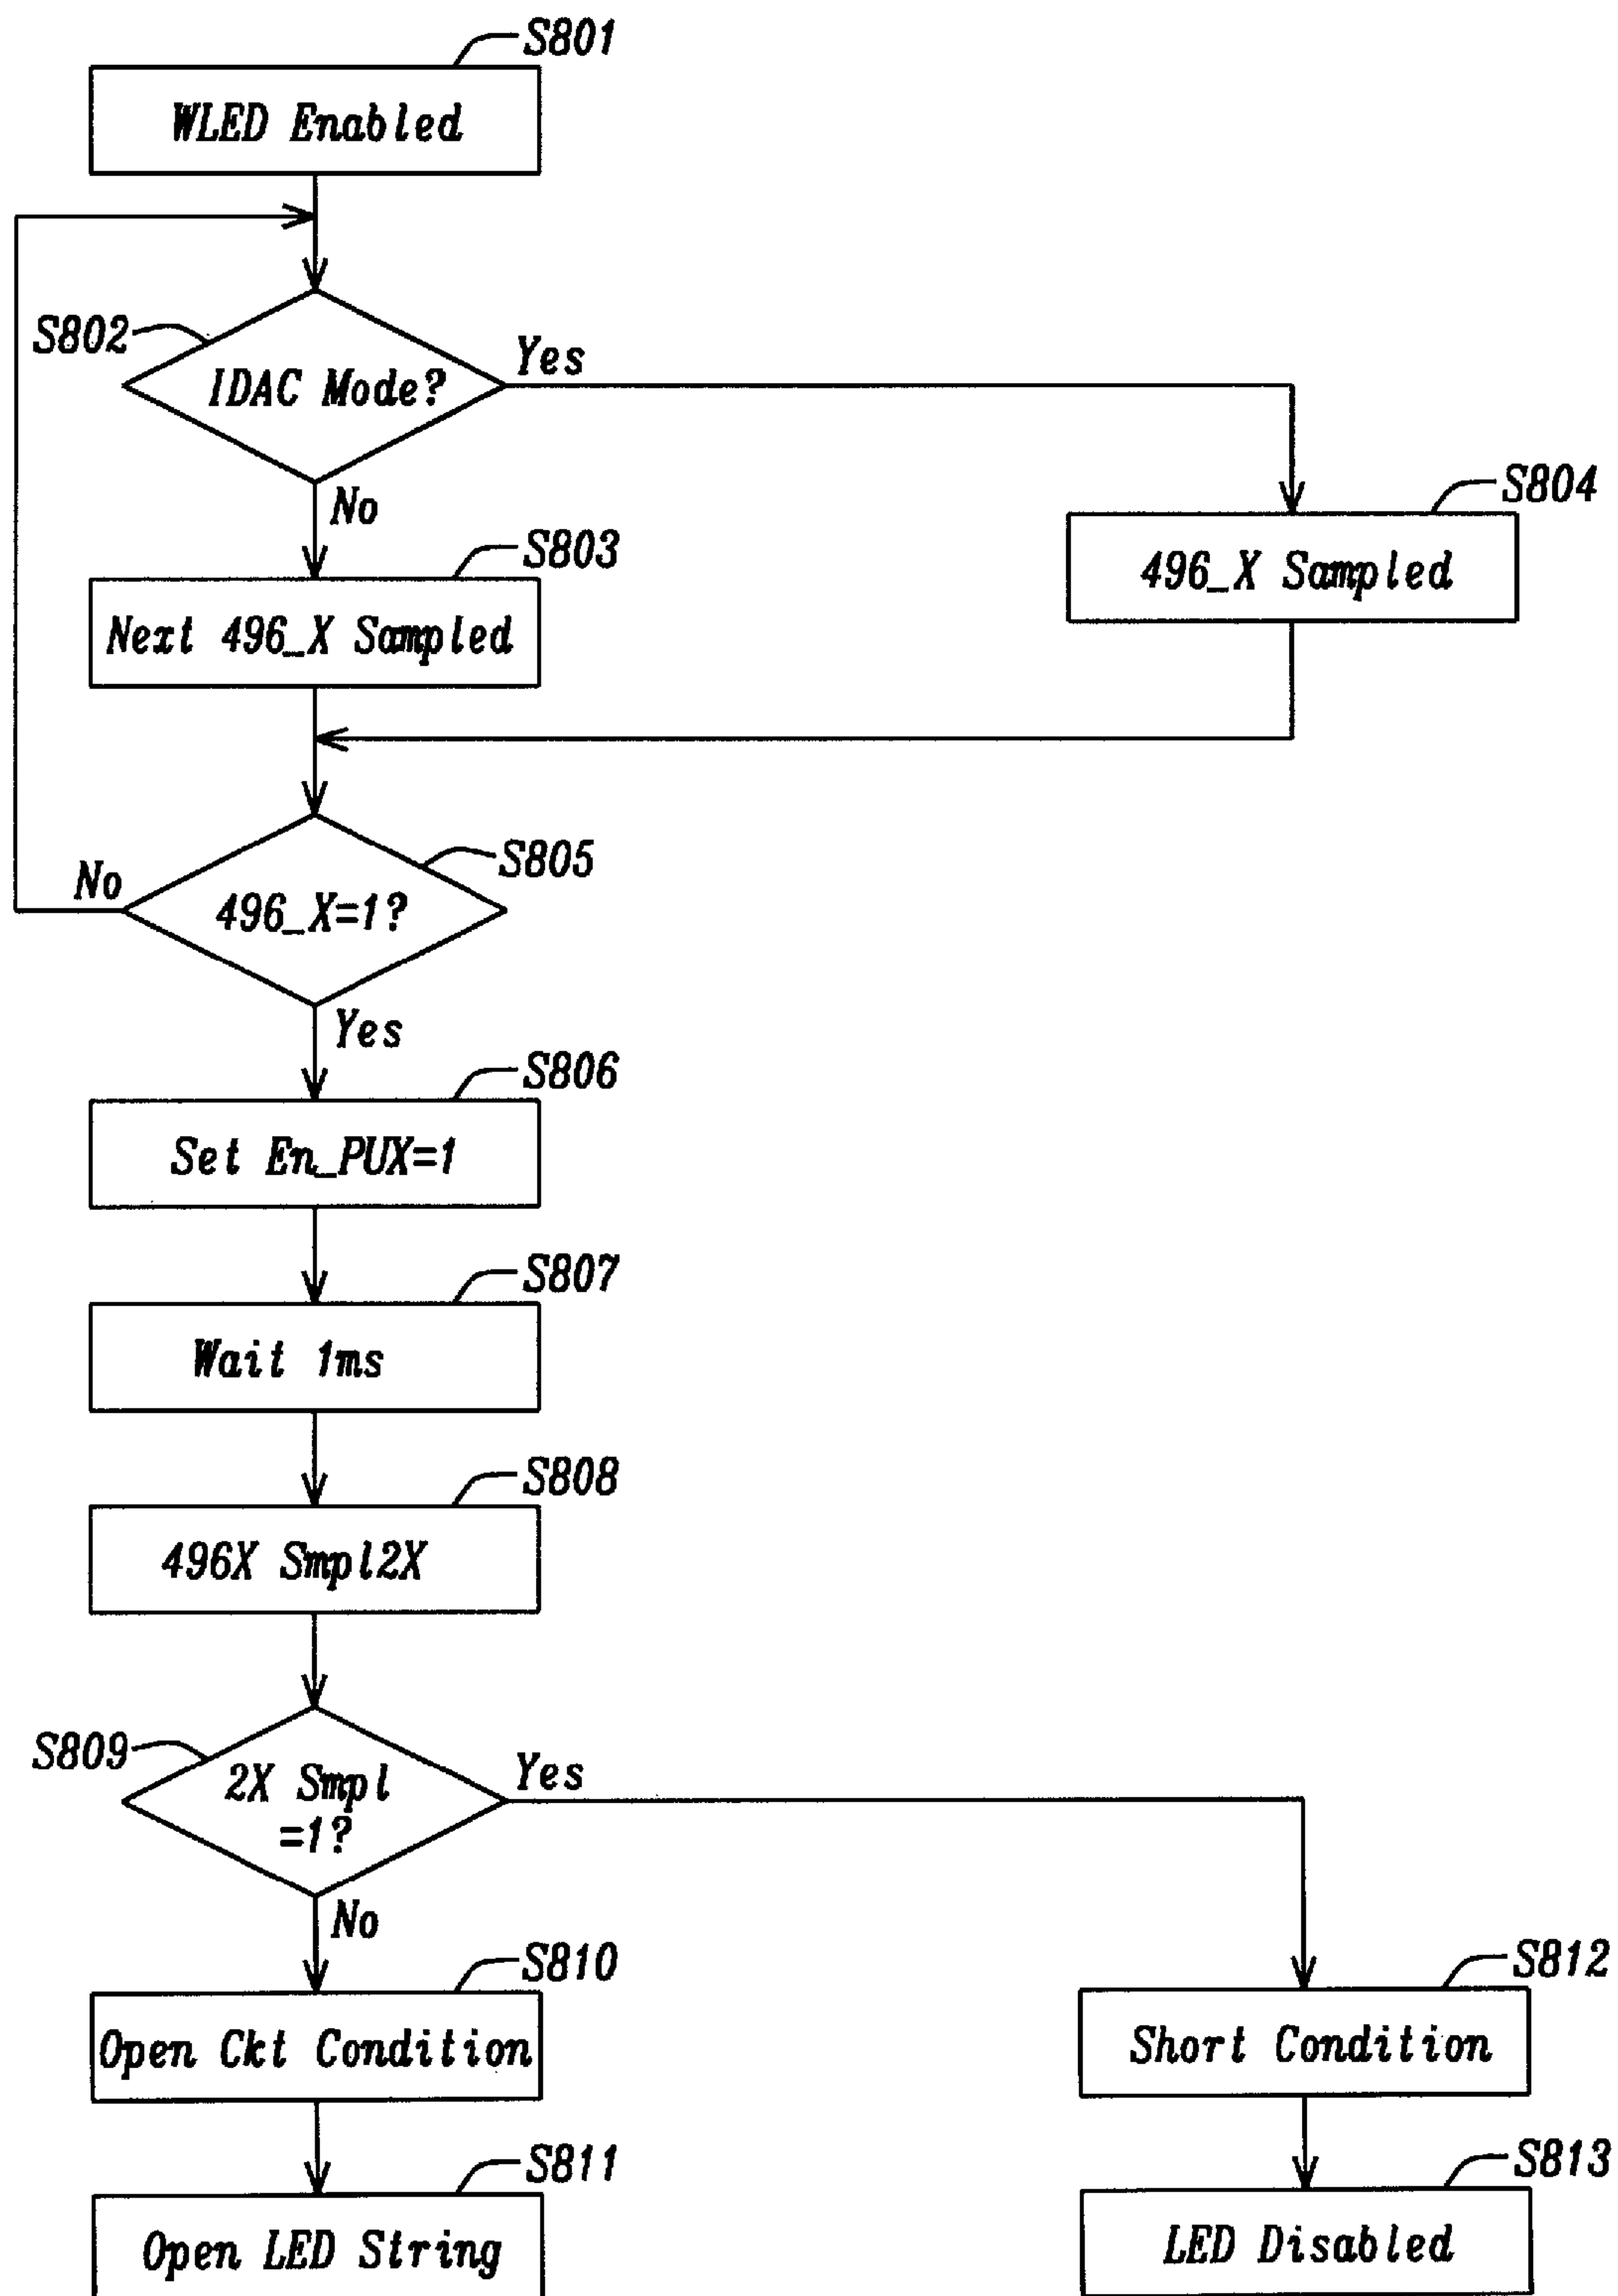 S801
WLED Enabled
S802
IDAC Mode?
Yes
No
S803
Next 496_X Sampled
S804
496_X Sampled
No
S805
496_X=1?
Yes
S806
Set En_PUX=1
S807
Wait 1ms
S808
496X Smpl2X
S809
2X Smpl
=1?
Yes
No
S810
Open Ckt Condition
S812
Short Condition
S811
Open LED String
S813
LED Disabled